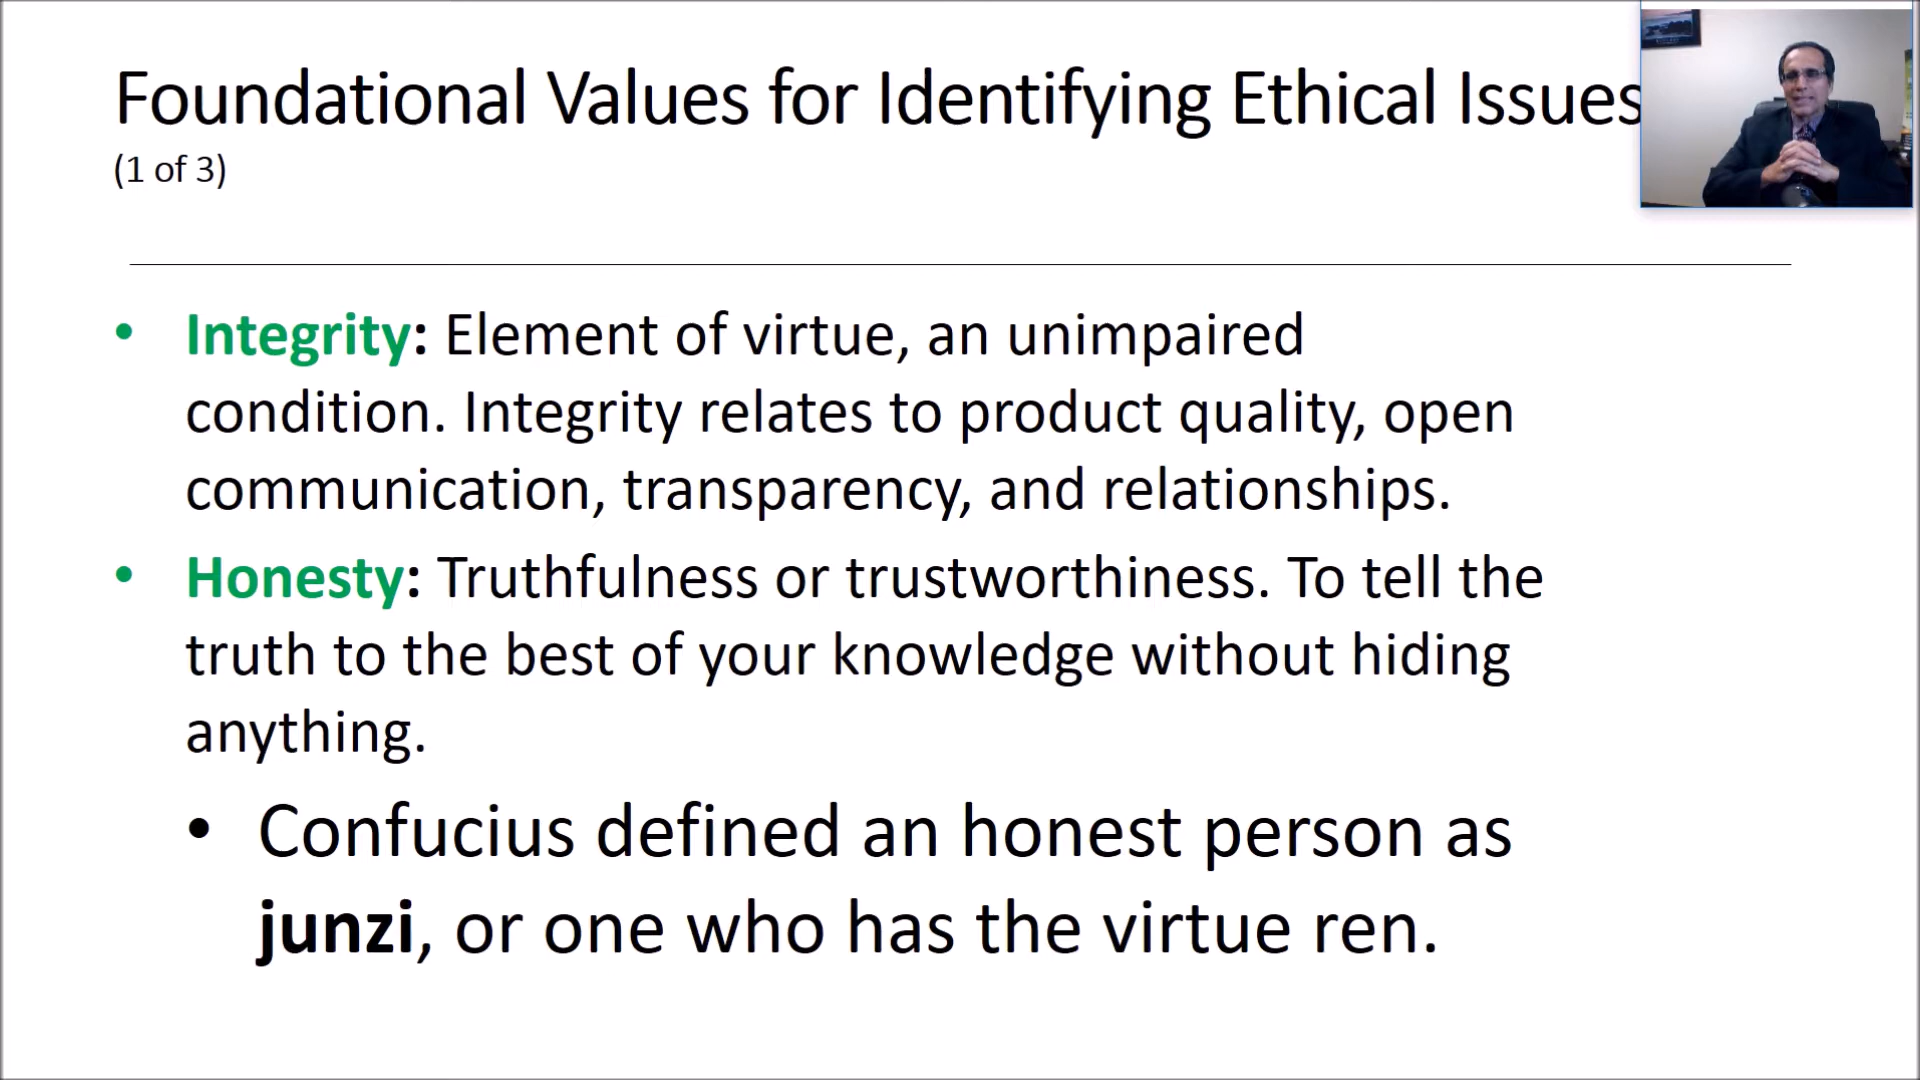 Foundational Values for Identifying Ethical Issues
(1 of 3)
• Integrity: Element of virtue, an unimpaired
condition. Integrity relates to product quality, open
communication, transparency, and relationships.
• Honesty: Truthfulness or trustworthiness. To tell the
truth to the best of your knowledge without hiding
anything.
• Confucius defined an honest person as
junzi, or one who has the virtue ren.